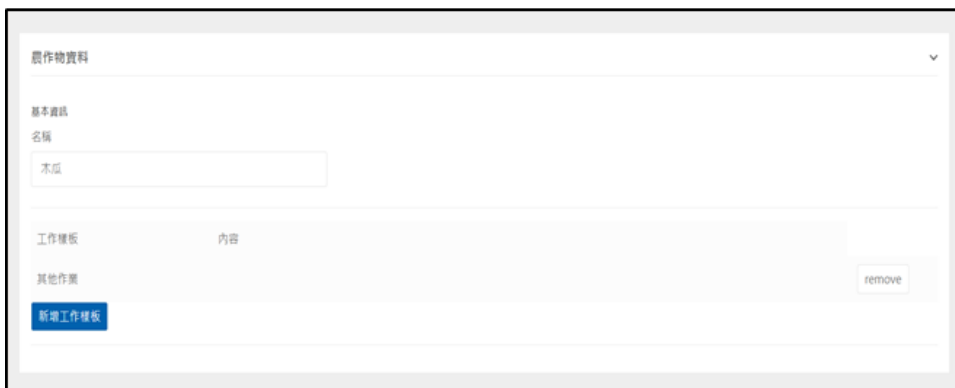 農作物資料
基本資訊
名稱
木瓜
工作樣板 內容
其他作業 remove
新增工作樣板